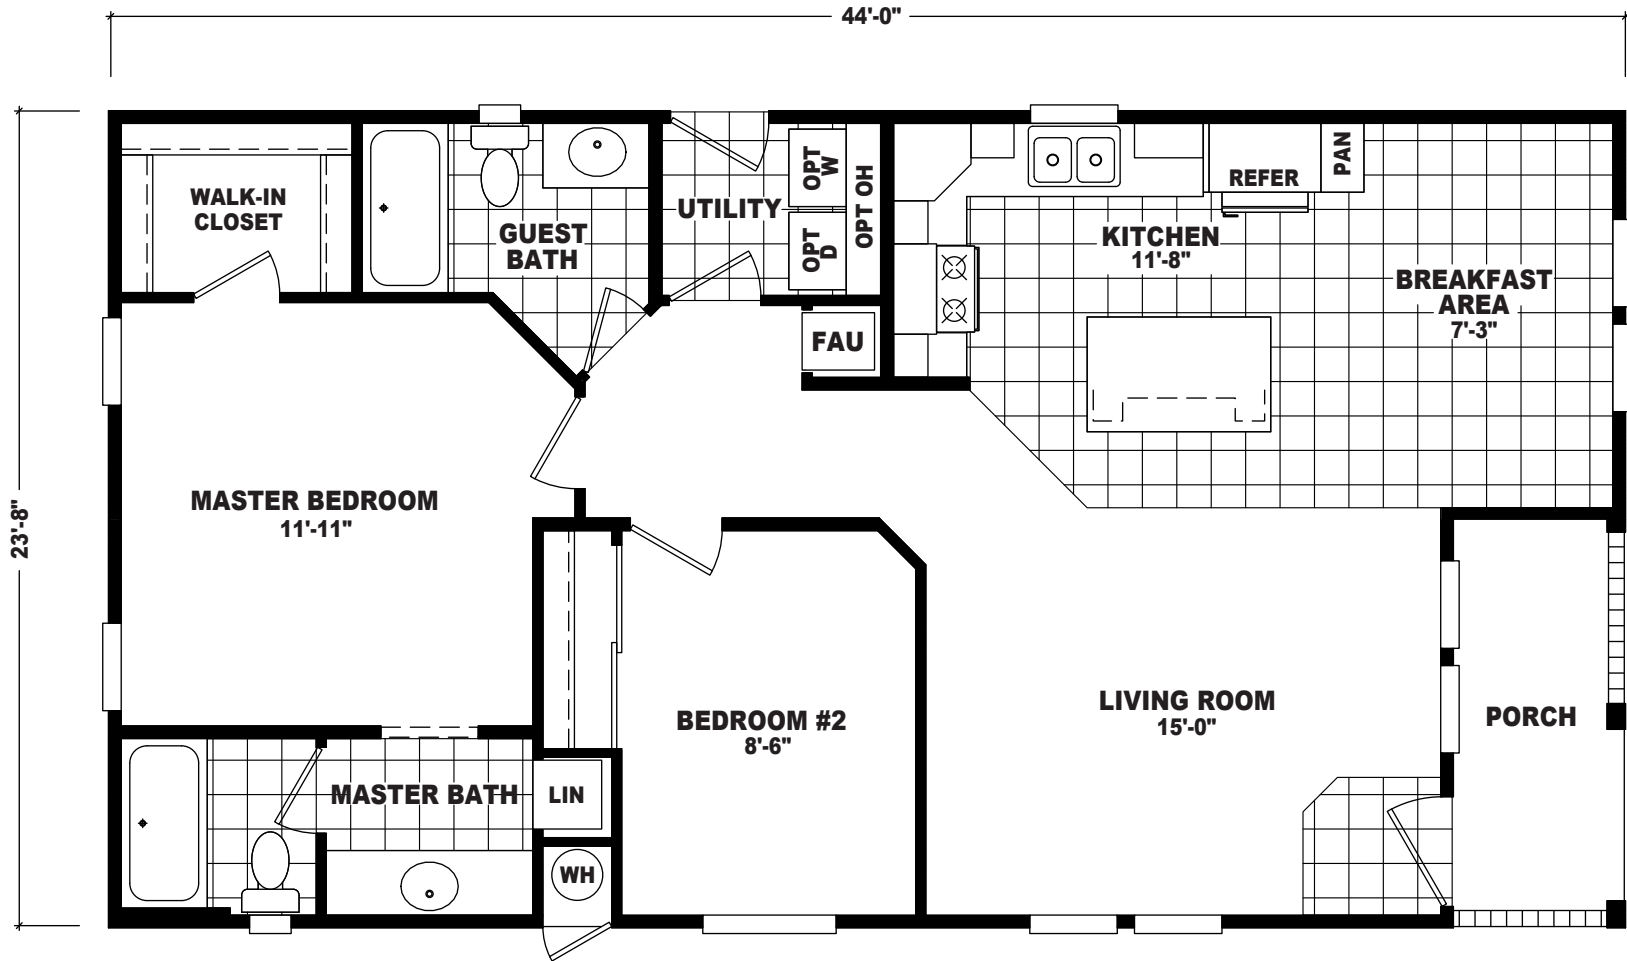 44'-0"
23'-8"
WALK-IN
CLOSET
GUEST
BATH
UTILITY
OPT
W
OPT
D
OPT OH
REFER
PAN
KITCHEN
11'-8"
BREAKFAST
AREA
7'-3"
FAU
MASTER BEDROOM
11'-11"
BEDROOM #2
8'-6"
LIVING ROOM
15'-0"
PORCH
MASTER BATH
LIN
WH